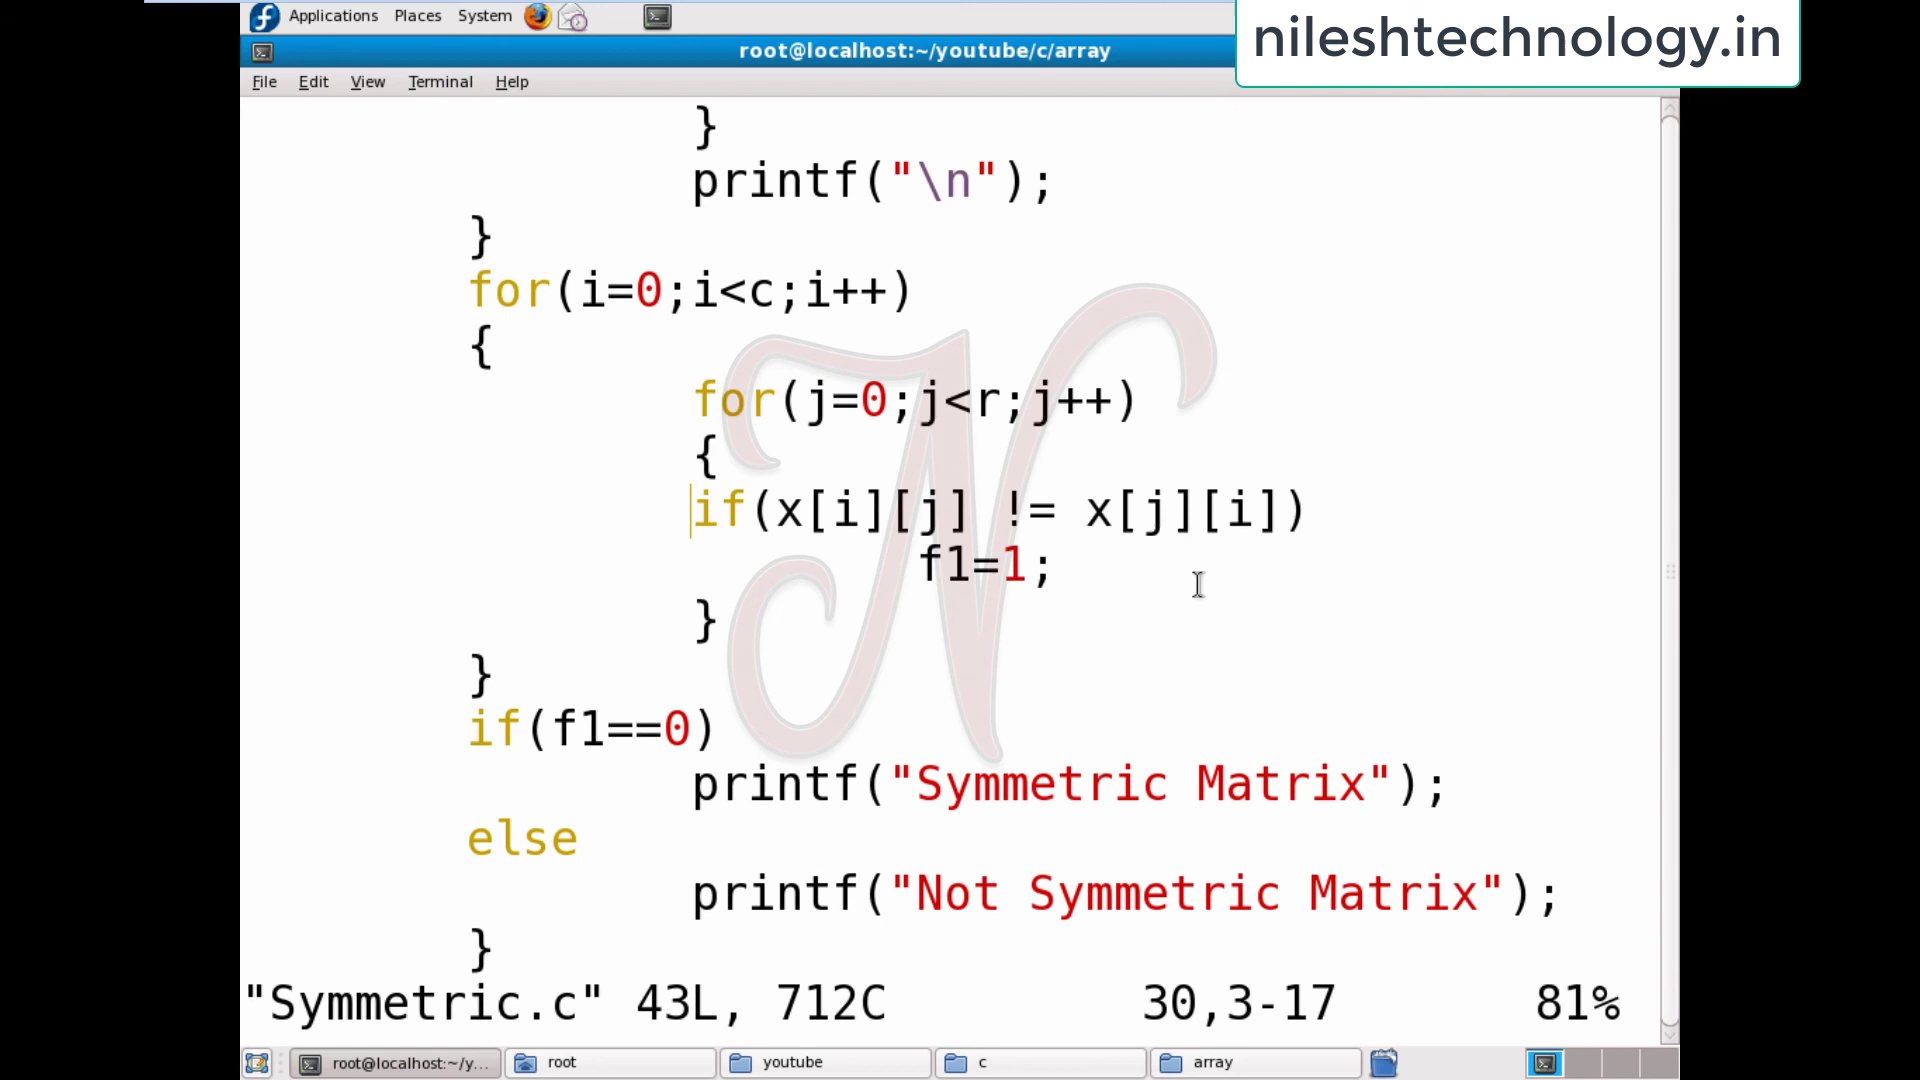 Applications Places System
nileshtechnology.in
root@localhost:~/youtube/c/array
File Edit View Terminal Help
}
printf("\n");
}
for(i=0;i<c;i++)
{
for(j=0;j<r;j++)
{
if(x[i][j] != x[j][i])
f1=1;
}
}
if(f1==0)
printf("Symmetric Matrix");
else
printf("Not Symmetric Matrix");
}
"Symmetric.c" 43L, 712C 30,3-17 81%
root@localhost:~/y... root youtube c array